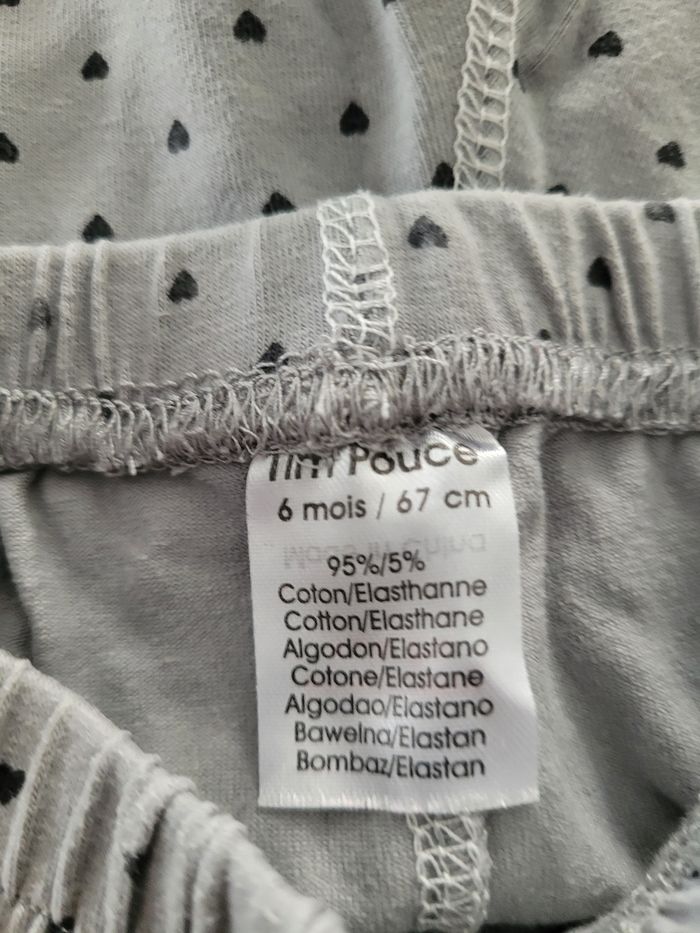 Tim Pouce
6 mois / 67 cm
95%/5%
Coton/Elasthanne
Cotton/Elasthane
Algodon/Elastano
Cotone/Elastane
Algodao/Elastano
Bawelna/Elastan
Bombaz/Elastan